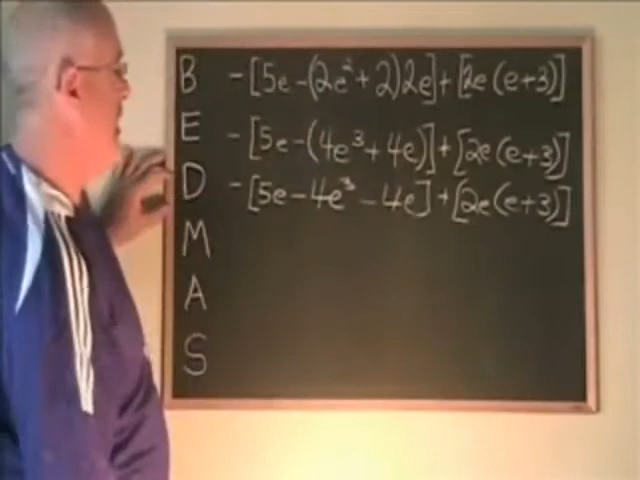 B -[5e-(2e²+2)2e]+[2e(e+3)]
E -[5e-(4e³+4e)]+[2e(e+3)]
D -[5e-4e³-4e]+[2e(e+3)]
M
A
S